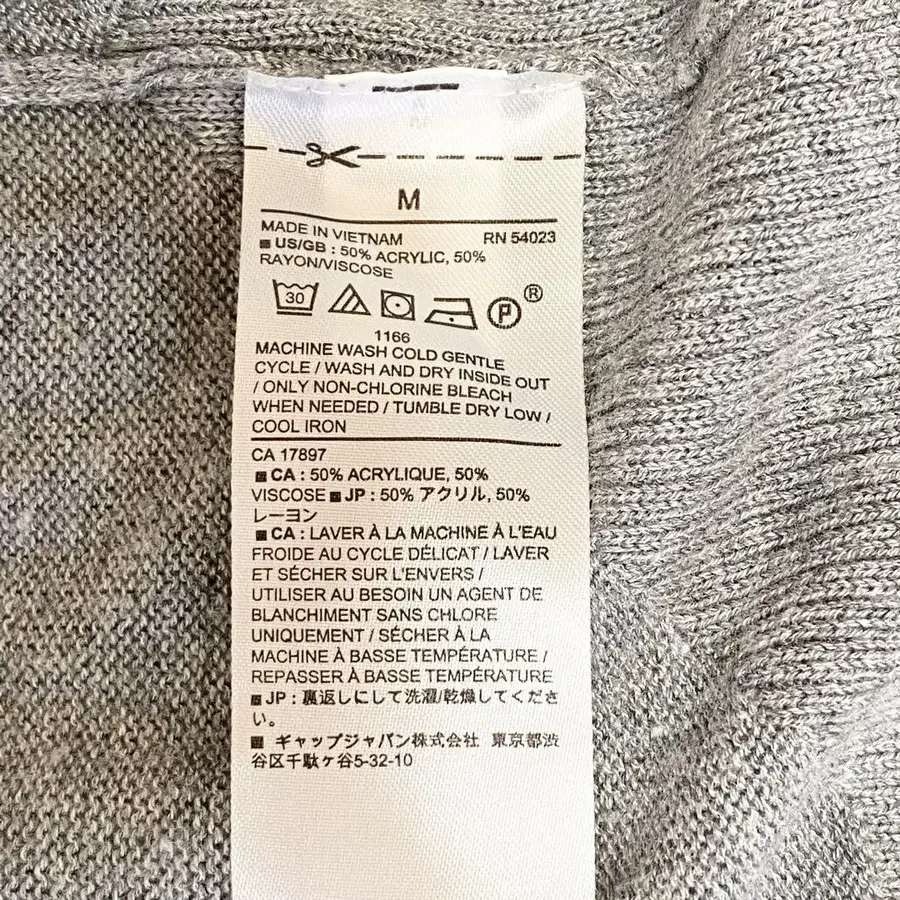 M
MADE IN VIETNAM RN 54023
■ US/GB : 50% ACRYLIC, 50%
RAYON/VISCOSE
30 P ®
1166
MACHINE WASH COLD GENTLE
CYCLE / WASH AND DRY INSIDE OUT
/ ONLY NON-CHLORINE BLEACH
WHEN NEEDED / TUMBLE DRY LOW /
COOL IRON
CA 17897
■ CA : 50% ACRYLIQUE, 50%
VISCOSE ■ JP : 50% アクリル, 50%
レーヨン
■ CA : LAVER À LA MACHINE À L'EAU
FROIDE AU CYCLE DÉLICAT / LAVER
ET SÉCHER SUR L'ENVERS /
UTILISER AU BESOIN UN AGENT DE
BLANCHIMENT SANS CHLORE
UNIQUEMENT / SÉCHER À LA
MACHINE À BASSE TEMPÉRATURE /
REPASSER À BASSE TEMPÉRATURE
■ JP : 裏返しにして洗濯/乾燥してくださ
い。
■ ギャップジャパン株式会社 東京都渋
谷区千駄ヶ谷5-32-10